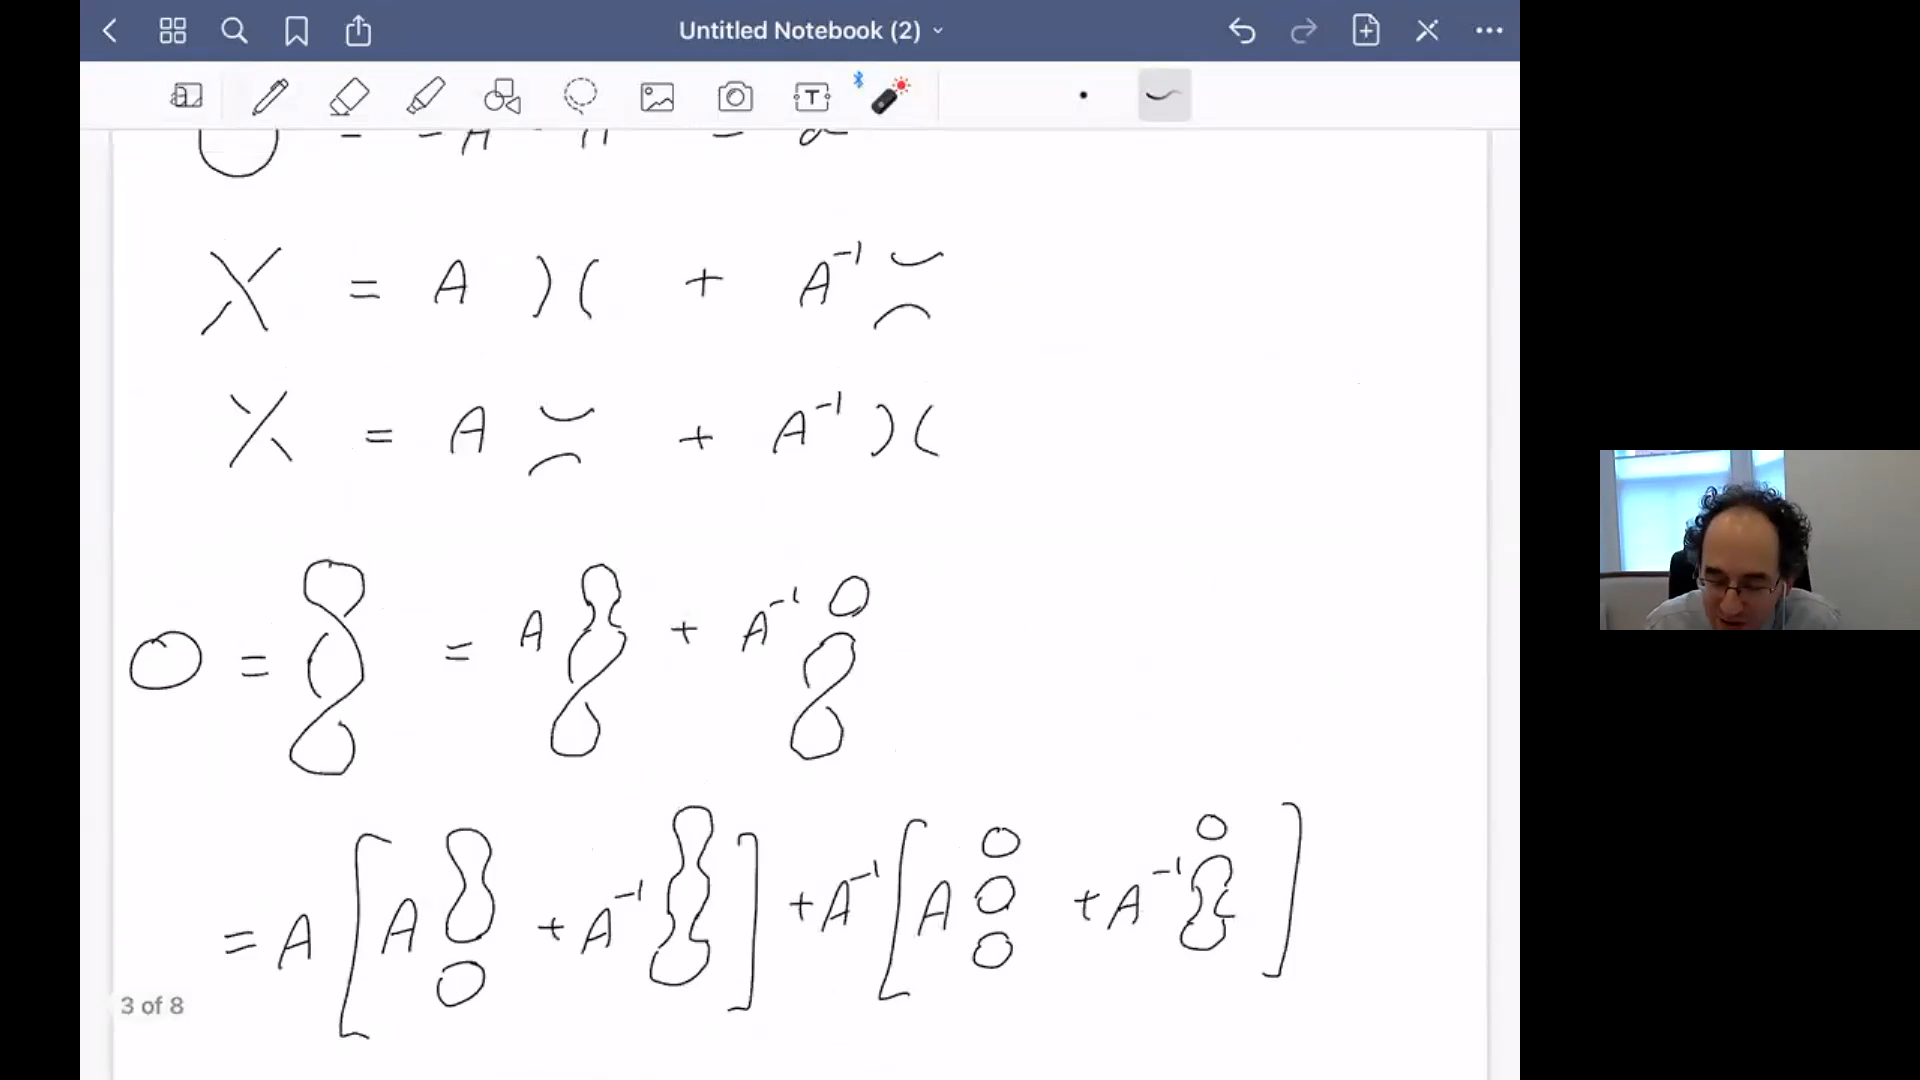 Untitled Notebook (2)
T
= -A - A = d
X = A )( + A⁻¹ ≍
X = A ≍ + A⁻¹ )(
O = = A + A⁻¹ O
= A [ A O + A⁻¹ ] + A⁻¹ [ A O O O + A⁻¹ O ]
3 of 8